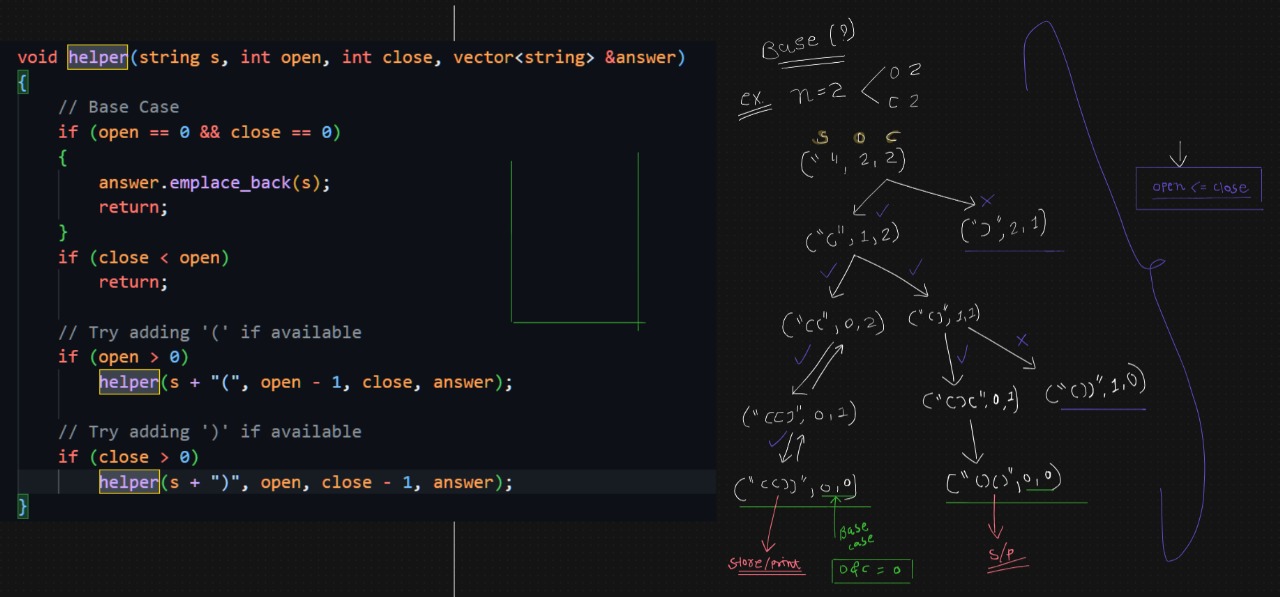 void helper(string s, int open, int close, vector<string> &answer)
{
// Base Case
if (open == 0 && close == 0)
{
answer.emplace_back(s);
return;
}
if (close < open)
return;
// Try adding '(' if available
if (open > 0)
helper(s + "(", open - 1, close, answer);
// Try adding ')' if available
if (close > 0)
helper(s + ")", open, close - 1, answer);
}
ex. n=2
O 2
C 2
S O C
(" ", 2, 2)
("(", 1, 2) (")", 2, 1)
("((", 0, 2) ("()", 1, 1)
("(()", 0, 1) ("()(", 0, 1) ("())", 1, 0)
("(())", 0, 0) ("()()", 0, 0)
Base
case
Store/print
O & C = 0
S/P
open <= close